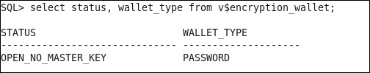 SQL> select status, wallet_type from v$encryption_wallet;
STATUS                         WALLET_TYPE
------------------------------ --------------------
OPEN_NO_MASTER_KEY             PASSWORD